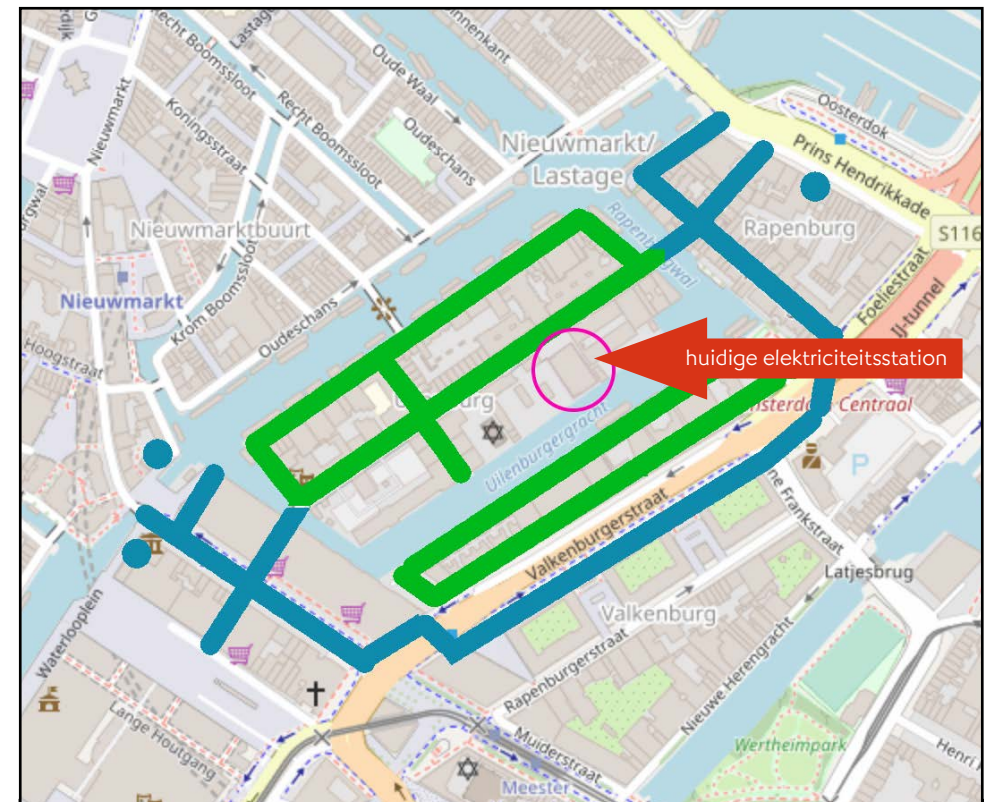 Nieuwmarkt
Recht Boomssloot
Lastage
Oude Waal
Koningsstraat
Recht Boomssloot
Oudeschans
Nieuwmarkt/
Lastage
Oosterdok
Prins Hendrikkade
Rapenburgwal
Rapenburg
S116
Nieuwmarktbuurt
Foeliestraat
IJ-tunnel
Nieuwmarkt
Krom Boomssloot
Oudeschans
Hoogstraat
huidige elektriciteitsstation
Centraal
Uilenburgergracht
P
Valkenburgerstraat
Latjesbrug
Valkenburg
Waterlooplein
Rapenburgerstraat
Nieuwe Herengracht
Lange Houtgang
Muiderstraat
Wertheimpark
Meester